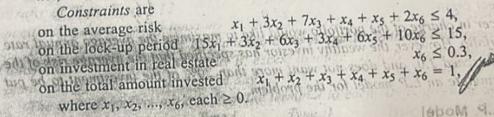 Constraints are
on the average risk x₁ + 3x₂ + 7x₃ + x₄ + x₅ + 2x₆ ≤ 4,
on the lock-up period 15x₁ + 3x₂ + 6x₃ + 3x₄ + 6x₅ + 10x₆ ≤ 15,
on investment in real estate x₆ ≤ 0.3,
on the total amount invested x₁ + x₂ + x₃ + x₄ + x₅ + x₆ = 1,
where x₁, x₂, ..., x₆, each ≥ 0.